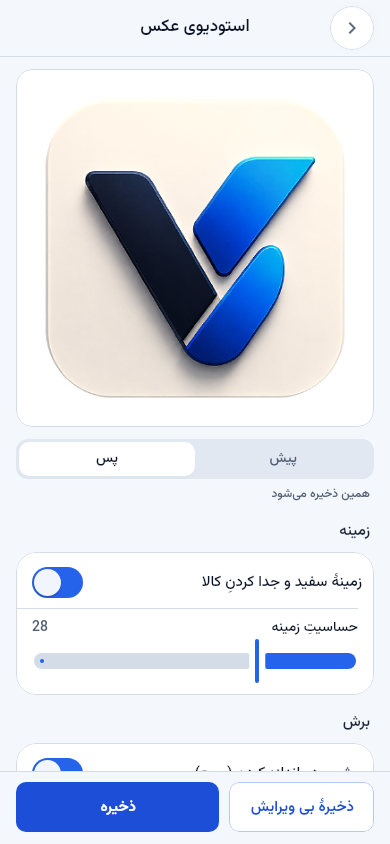 استودیوی عکس
پیش
پس
همین ذخیره می‌شود
زمینه
زمینهٔ سفید و جدا کردنِ کالا
حساسیتِ زمینه
28
برش
ذخیرهٔ بی ویرایش
ذخیره